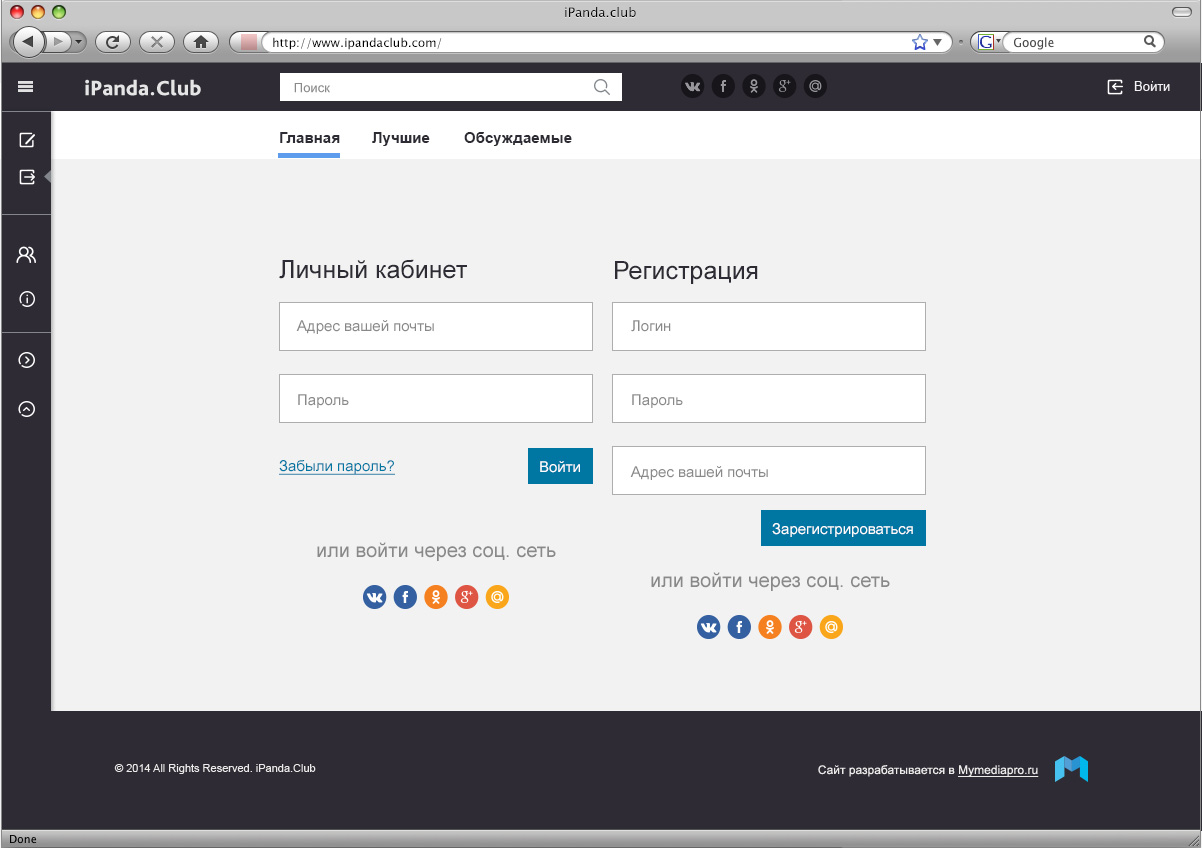 iPanda.club
http://www.ipandaclub.com/
Google
iPanda.Club
Поиск
Войти
Главная Лучшие Обсуждаемые
Личный кабинет
Адрес вашей почты
Пароль
Забыли пароль?
Войти
или войти через соц. сеть
Регистрация
Логин
Пароль
Адрес вашей почты
Зарегистрироваться
или войти через соц. сеть
© 2014 All Rights Reserved. iPanda.Club
Сайт разрабатывается в Mymediapro.ru
Done